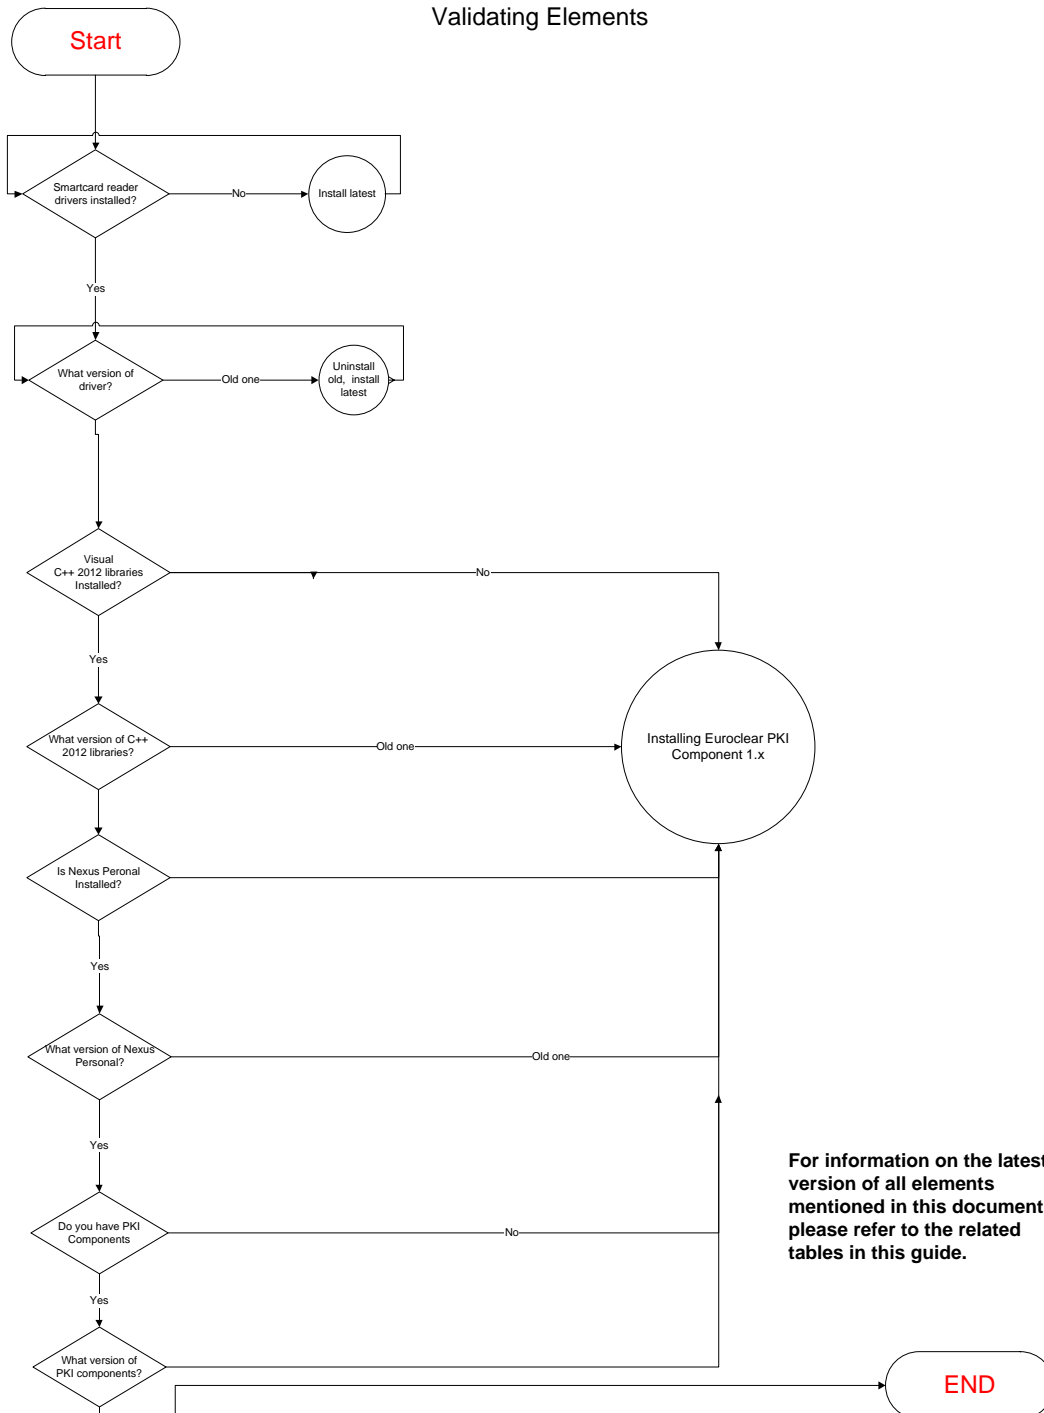 Validating Elements
Start
Smartcard reader
drivers installed?
No
Install latest
Yes
What version of
driver?
Old one
Uninstall
old, install
latest
Visual
C++ 2012 libraries
Installed?
No
Yes
What version of C++
2012 libraries?
Old one
Installing Euroclear PKI
Component 1.x
Is Nexus Peronal
Installed?
Yes
What version of Nexus
Personal?
Old one
Yes
For information on the latest
version of all elements
mentioned in this document
please refer to the related
tables in this guide.
Do you have PKI
Components
No
Yes
What version of
PKI components?
END